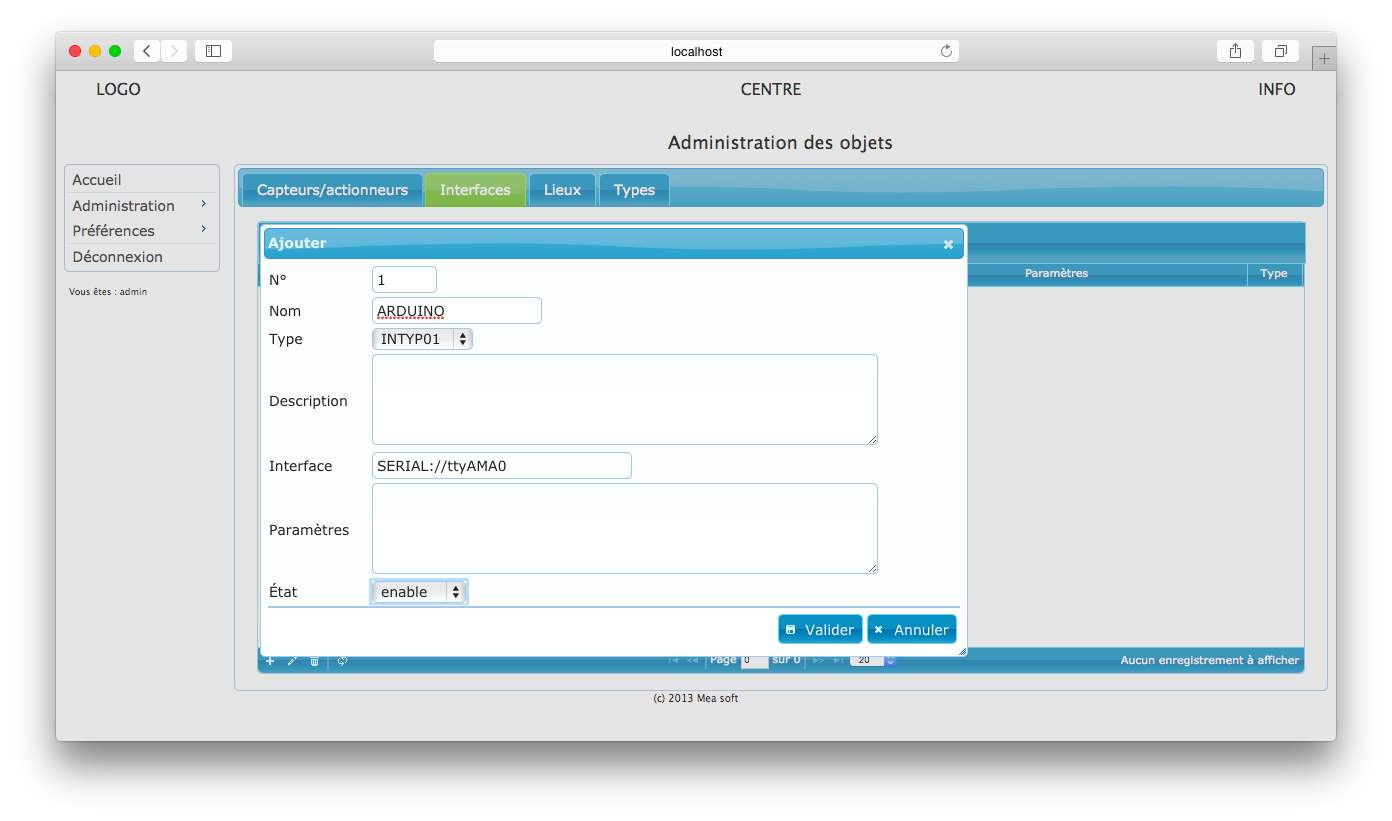 localhost
LOGO CENTRE INFO
Administration des objets
Accueil
Administration
Préférences
Déconnexion
Vous êtes : admin
Capteurs/actionneurs Interfaces Lieux Types
Paramètres Type
Ajouter
N° 1
Nom ARDUINO
Type INTYP01
Description
Interface SERIAL://ttyAMA0
Paramètres
État enable
Valider Annuler
Page 0 sur 0 20 Aucun enregistrement à afficher
(c) 2013 Mea soft